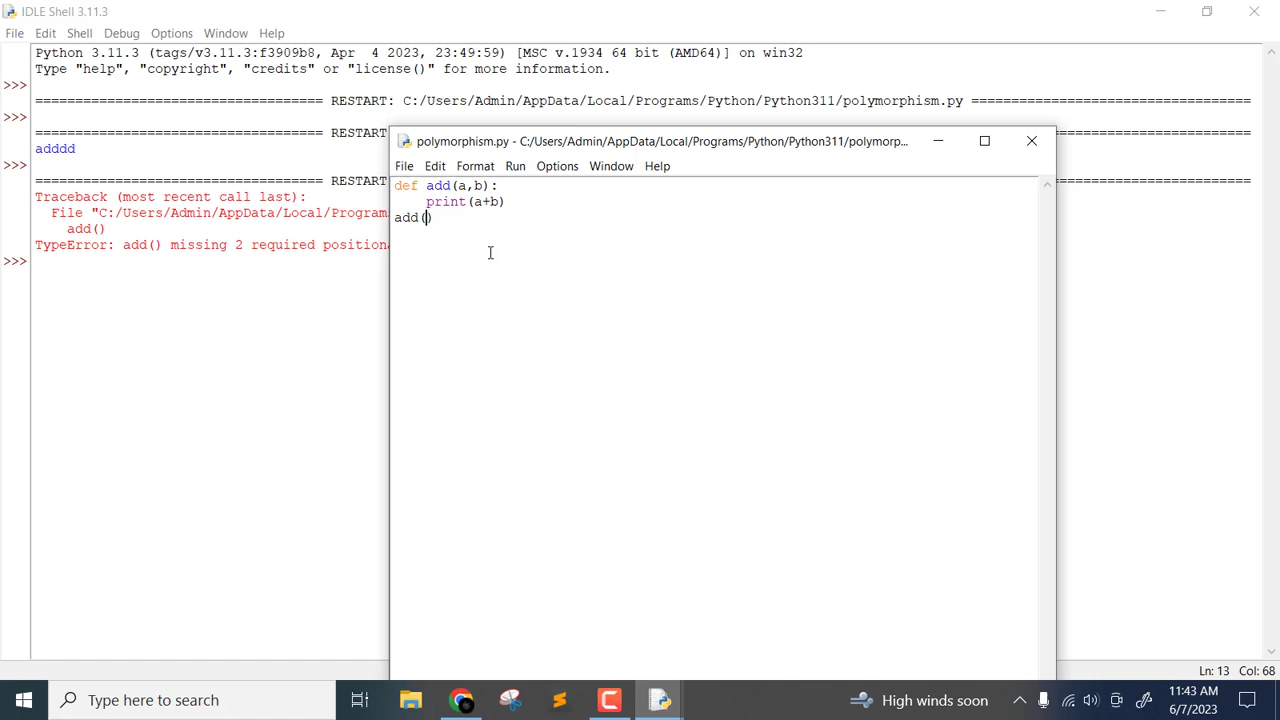 IDLE Shell 3.11.3
File Edit Shell Debug Options Window Help
Python 3.11.3 (tags/v3.11.3:f3909b8, Apr  4 2023, 23:49:59) [MSC v.1934 64 bit (AMD64)] on win32
Type "help", "copyright", "credits" or "license()" for more information.
>>>
==================================== RESTART: C:/Users/Admin/AppData/Local/Programs/Python/Python311/polymorphism.py ===================================
>>>
==================================== RESTART
adddd
>>>
==================================== RESTART
Traceback (most recent call last):
  File "C:/Users/Admin/AppData/Local/Programs
    add()
TypeError: add() missing 2 required positiona
>>>
polymorphism.py - C:/Users/Admin/AppData/Local/Programs/Python/Python311/polymorp...
File Edit Format Run Options Window Help
def add(a,b):
    print(a+b)
add()
Ln: 13 Col: 68
Type here to search
High winds soon
11:43 AM
6/7/2023